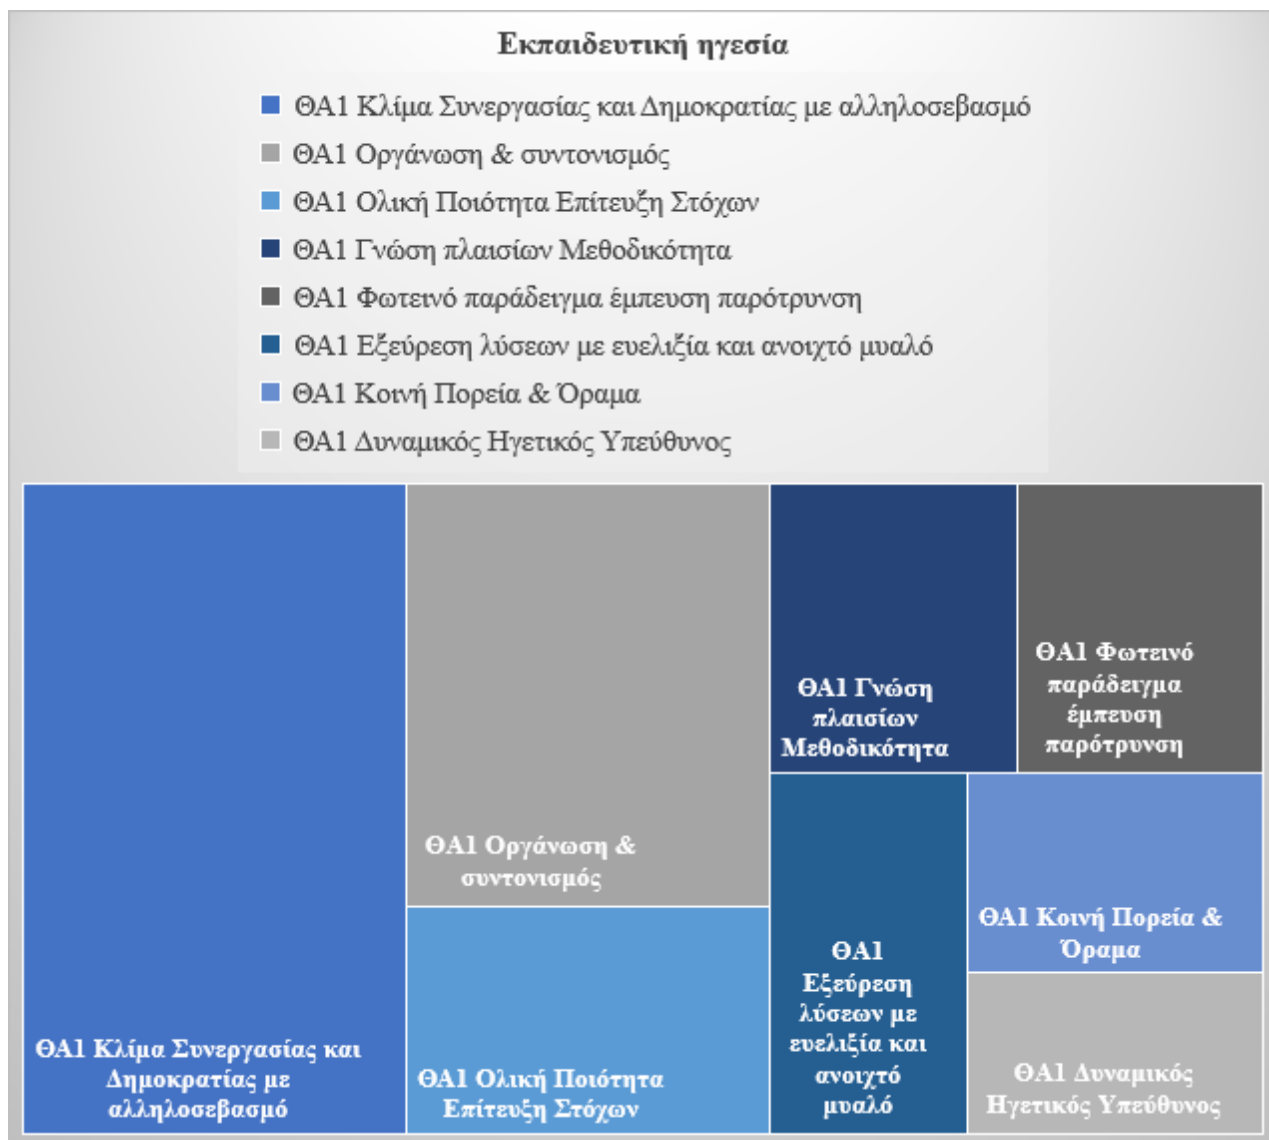 Εκπαιδευτική ηγεσία
ΘΑ1 Κλίμα Συνεργασίας και Δημοκρατίας με αλληλοσεβασμό
ΘΑ1 Οργάνωση & συντονισμός
ΘΑ1 Ολική Ποιότητα Επίτευξη Στόχων
ΘΑ1 Γνώση πλαισίων Μεθοδικότητα
ΘΑ1 Φωτεινό παράδειγμα έμπευση παρότρυνση
ΘΑ1 Εξεύρεση λύσεων με ευελιξία και ανοιχτό μυαλό
ΘΑ1 Κοινή Πορεία & Όραμα
ΘΑ1 Δυναμικός Ηγετικός Υπεύθυνος
ΘΑ1 Κλίμα Συνεργασίας και
Δημοκρατίας με
αλληλοσεβασμό
ΘΑ1 Οργάνωση &
συντονισμός
ΘΑ1 Ολική Ποιότητα
Επίτευξη Στόχων
ΘΑ1 Γνώση
πλαισίων
Μεθοδικότητα
ΘΑ1 Φωτεινό
παράδειγμα
έμπευση
παρότρυνση
ΘΑ1
Εξεύρεση
λύσεων με
ευελιξία και
ανοιχτό
μυαλό
ΘΑ1 Κοινή Πορεία &
Όραμα
ΘΑ1 Δυναμικός
Ηγετικός Υπεύθυνος